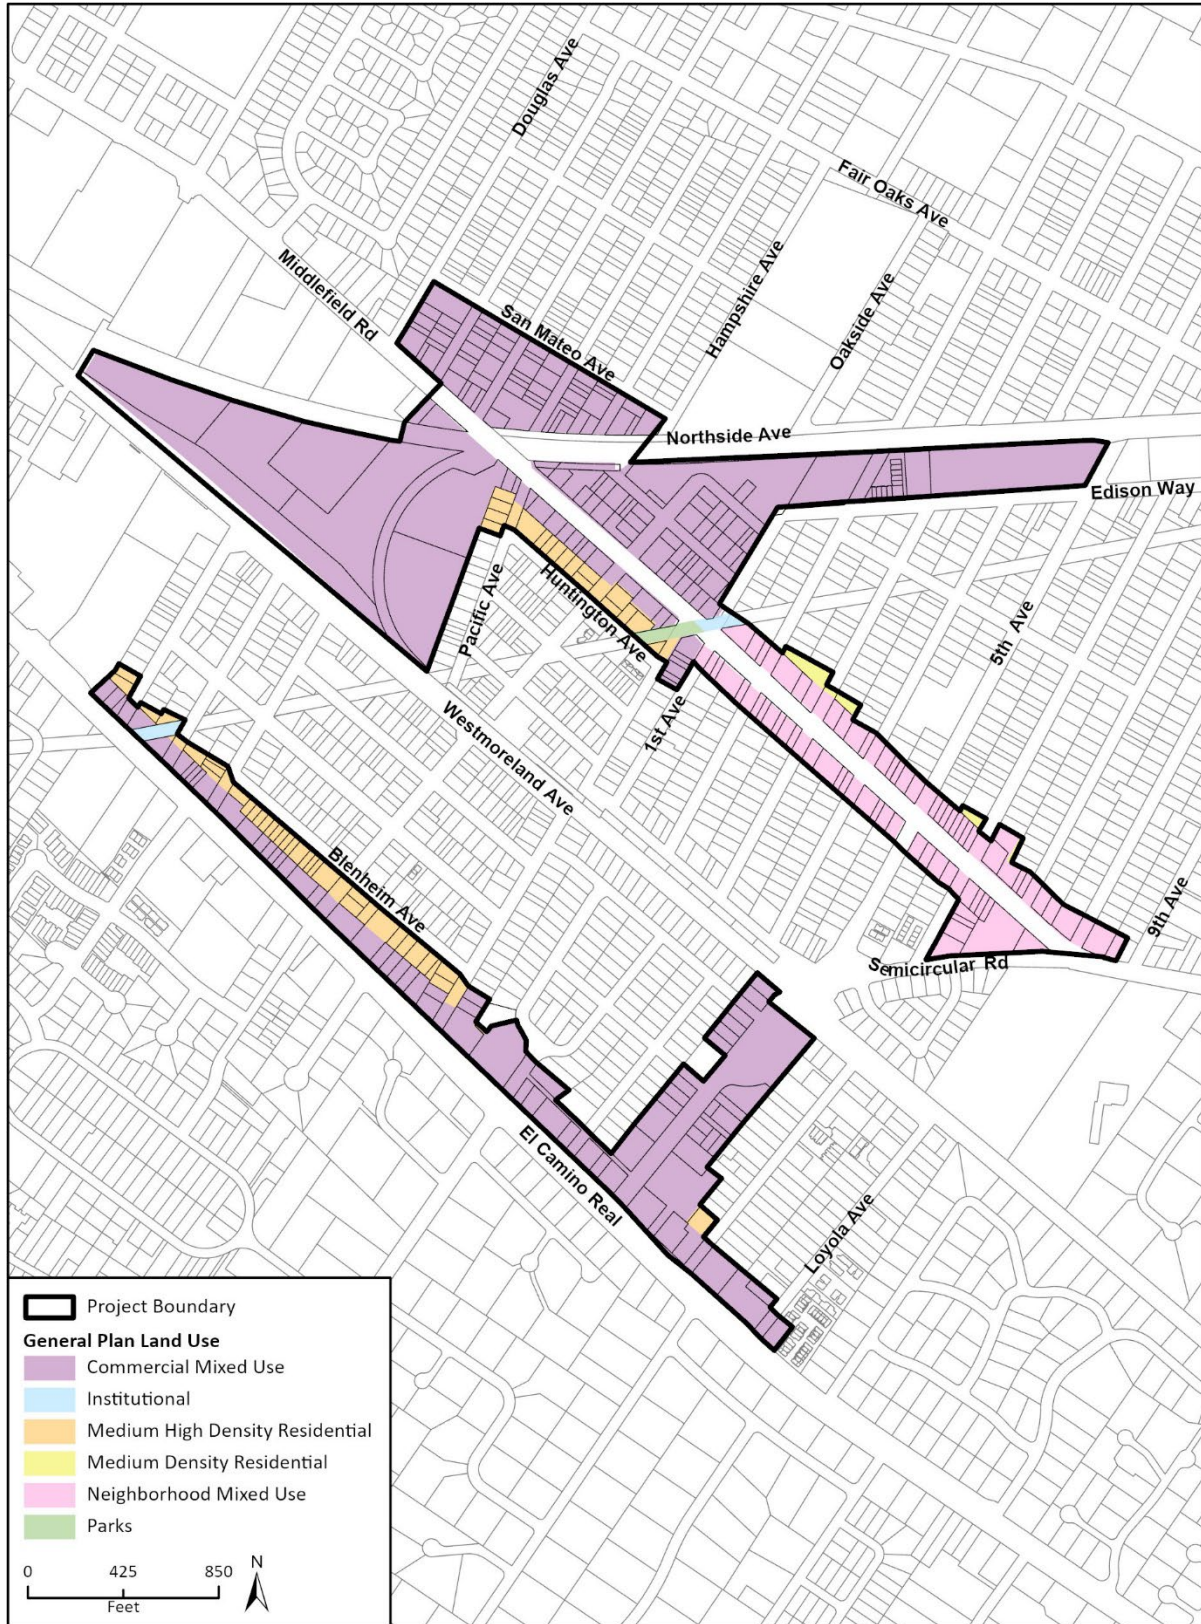 Douglas Ave
Fair Oaks Ave
Middlefield Rd
San Mateo Ave
Hampshire Ave
Oakside Ave
Northside Ave
Edison Way
Pacific Ave
Huntington Ave
5th Ave
1st Ave
Westmoreland Ave
Blenheim Ave
9th Ave
Semicircular Rd
El Camino Real
Loyola Ave
Project Boundary
General Plan Land Use
Commercial Mixed Use
Institutional
Medium High Density Residential
Medium Density Residential
Neighborhood Mixed Use
Parks
0 425 850
Feet
N